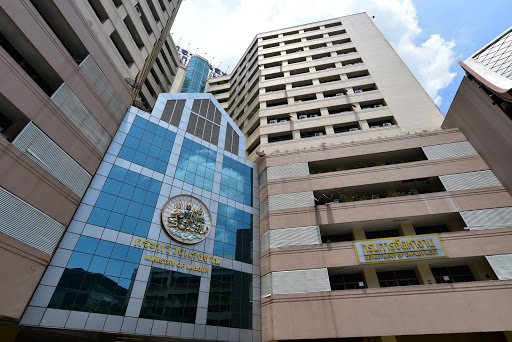 กระทรวงแรงงาน
MINISTRY OF LABOUR
กรมการจัดหางาน
DEPARTMENT OF EMPLOYMENT